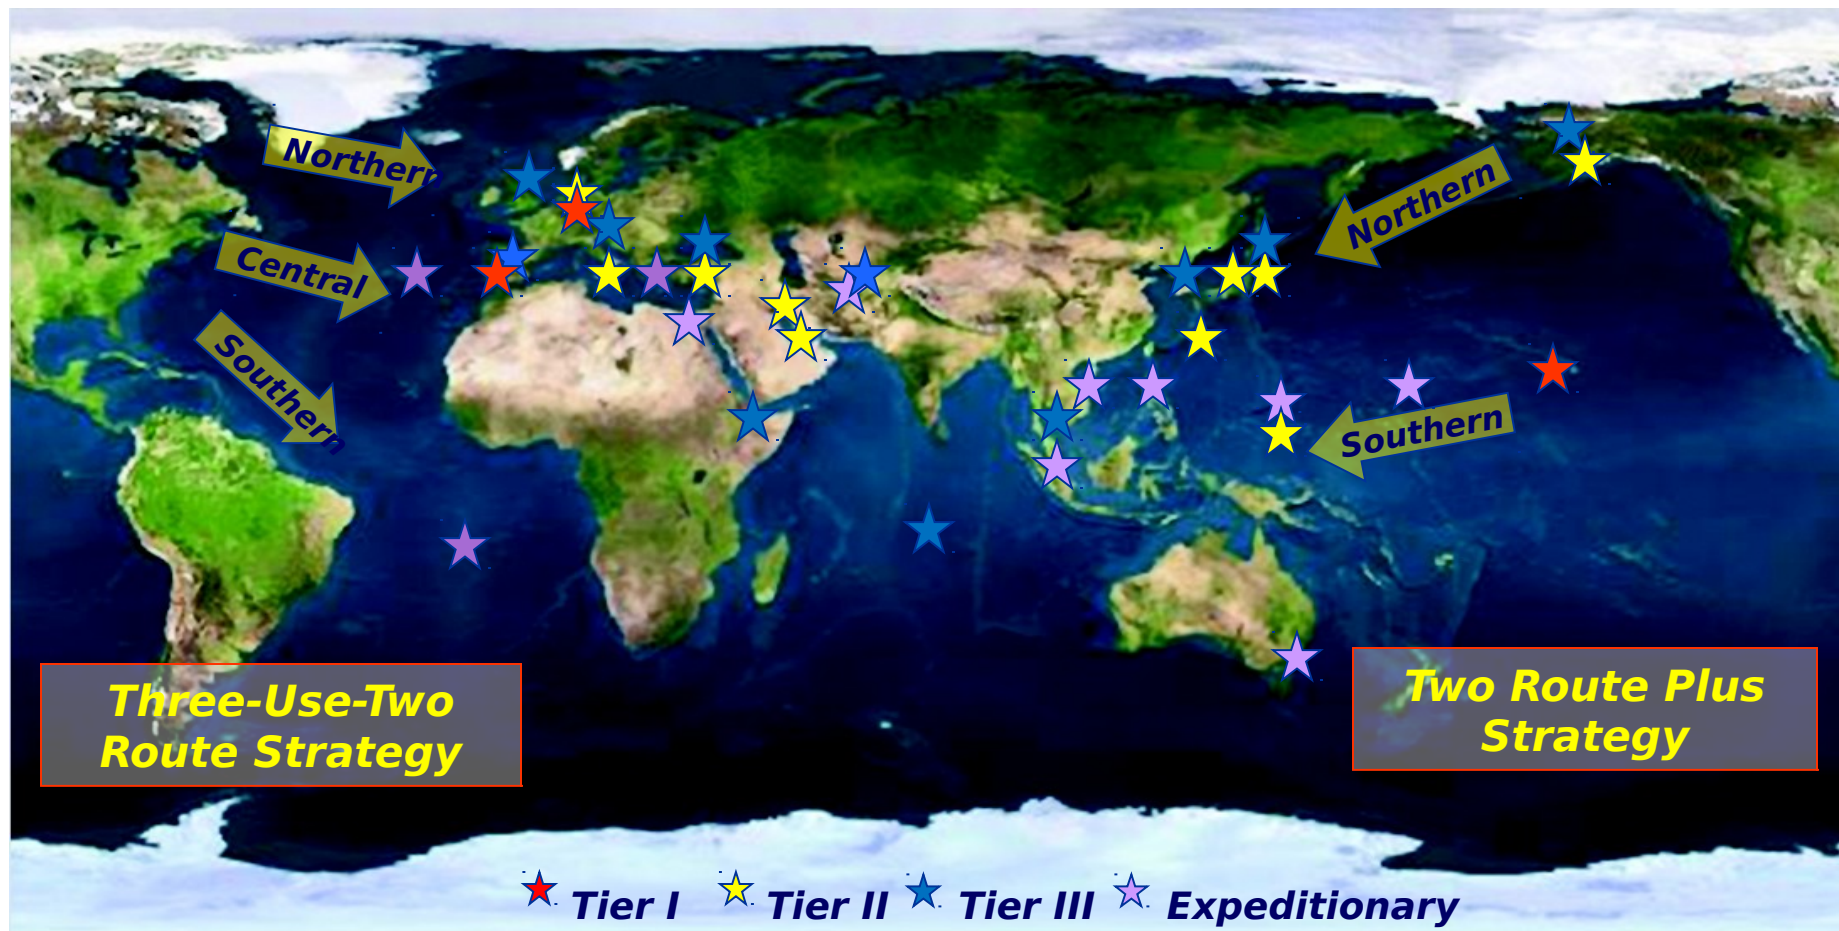 Northern
Central
Southern
Northern
Southern
Three-Use-Two
Route Strategy
Two Route Plus
Strategy
Tier I
Tier II
Tier III
Expeditionary